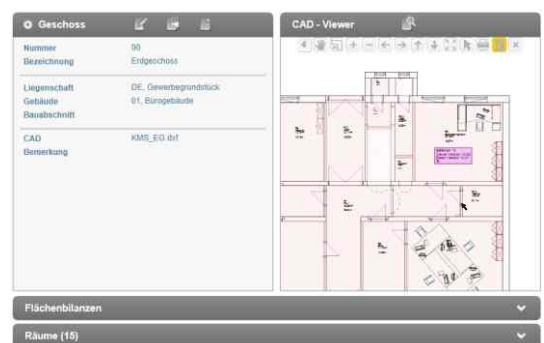 Geschoss
Nummer 00
Bezeichnung Erdgeschoss
Liegenschaft DE, Gewerbegrundstück
Gebäude 01, Bürogebäude
Bauabschnitt
CAD KMS_EG.dxf
Bemerkung
CAD - Viewer
Flächenbilanzen
Räume (15)